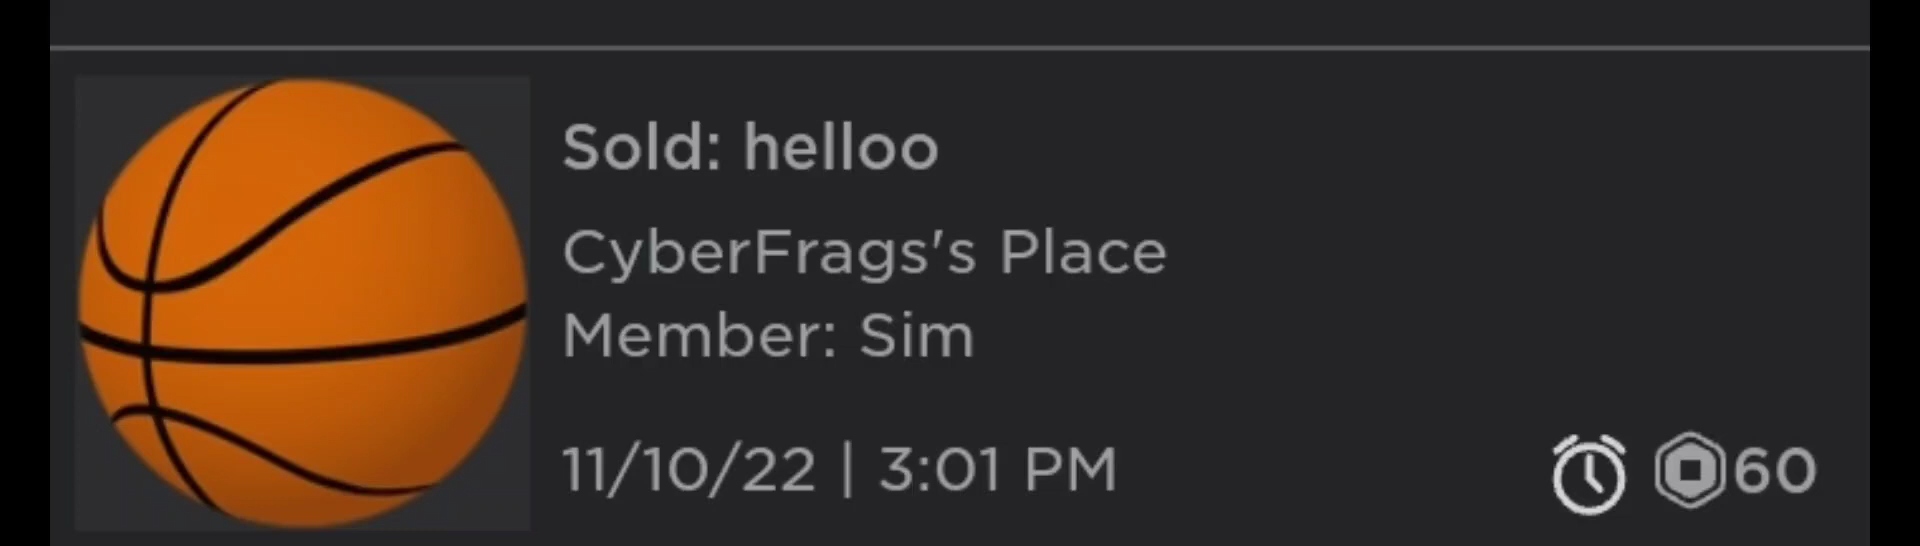 Sold: helloo
CyberFrags's Place
Member: Sim
11/10/22 | 3:01 PM
60